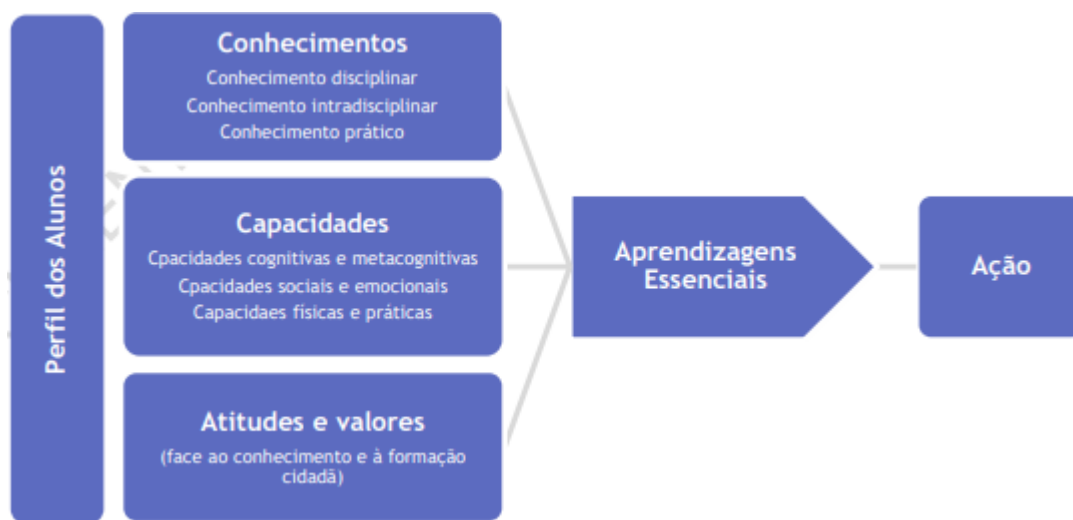 Perfil dos Alunos
Conhecimentos
Conhecimento disciplinar
Conhecimento intradisciplinar
Conhecimento prático
Capacidades
Cpacidades cognitivas e metacognitivas
Cpacidades sociais e emocionais
Capacidaes físicas e práticas
Atitudes e valores
(face ao conhecimento e à formação
cidadã)
Aprendizagens
Essenciais
Ação